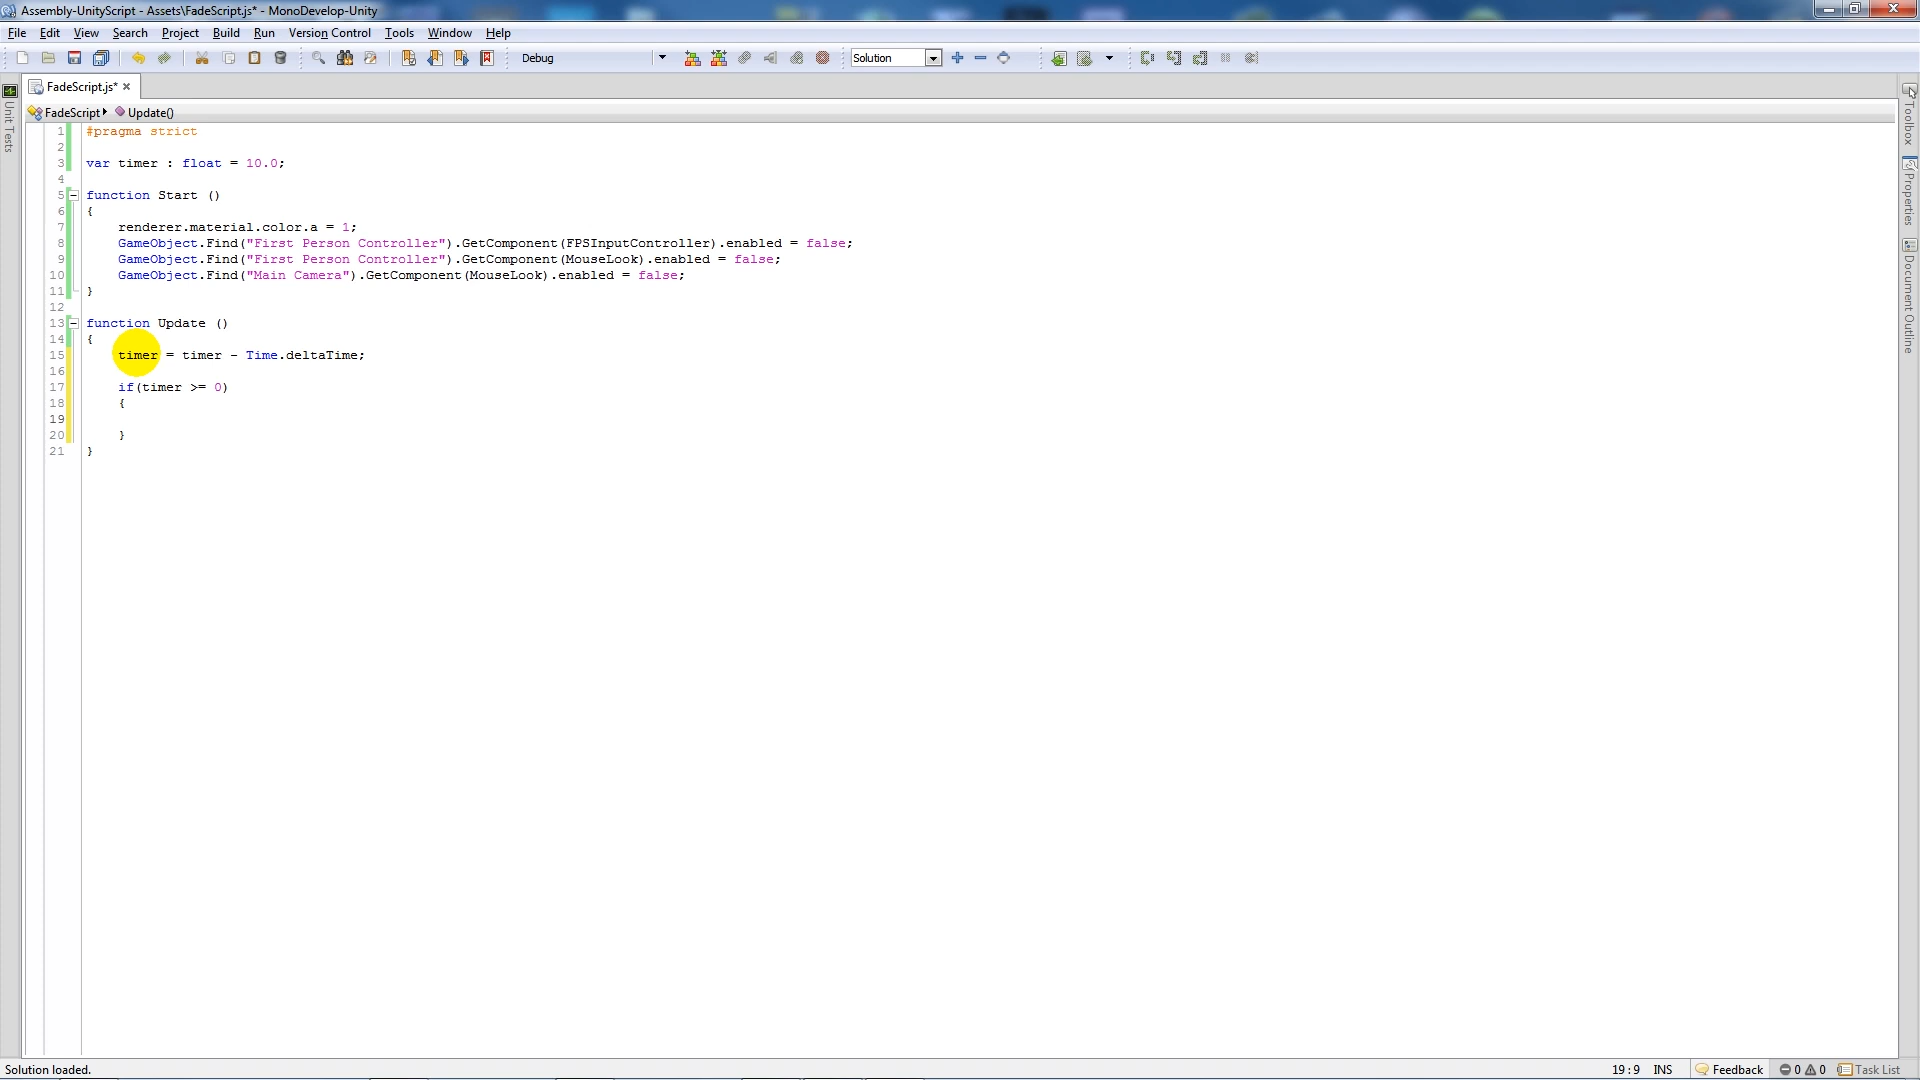 Assembly-UnityScript - Assets\FadeScript.js* - MonoDevelop-Unity
File Edit View Search Project Build Run Version Control Tools Window Help
Debug Solution
FadeScript.js*
FadeScript Update()
1 #pragma strict
2
3 var timer : float = 10.0;
4
5 function Start ()
6 {
7 renderer.material.color.a = 1;
8 GameObject.Find("First Person Controller").GetComponent(FPSInputController).enabled = false;
9 GameObject.Find("First Person Controller").GetComponent(MouseLook).enabled = false;
10 GameObject.Find("Main Camera").GetComponent(MouseLook).enabled = false;
11 }
12
13 function Update ()
14 {
15 timer = timer - Time.deltaTime;
16
17 if(timer >= 0)
18 {
19
20 }
21 }
Unit Tests
Toolbox
Properties
Document Outline
Solution loaded. 19 : 9 INS Feedback 0 0 Task List